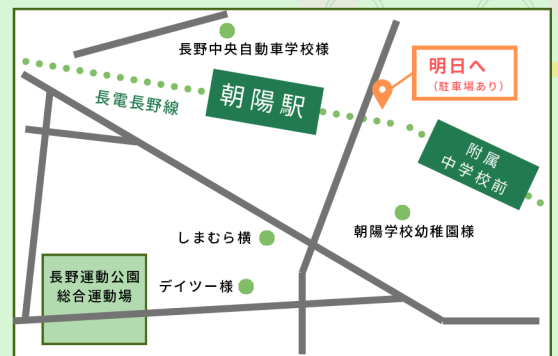 長野中央自動車学校様
明日へ
（駐車場あり）
長電長野線
朝陽駅
附属
中学校前
朝陽学校幼稚園様
しまむら横
長野運動公園
総合運動場
デイツー様